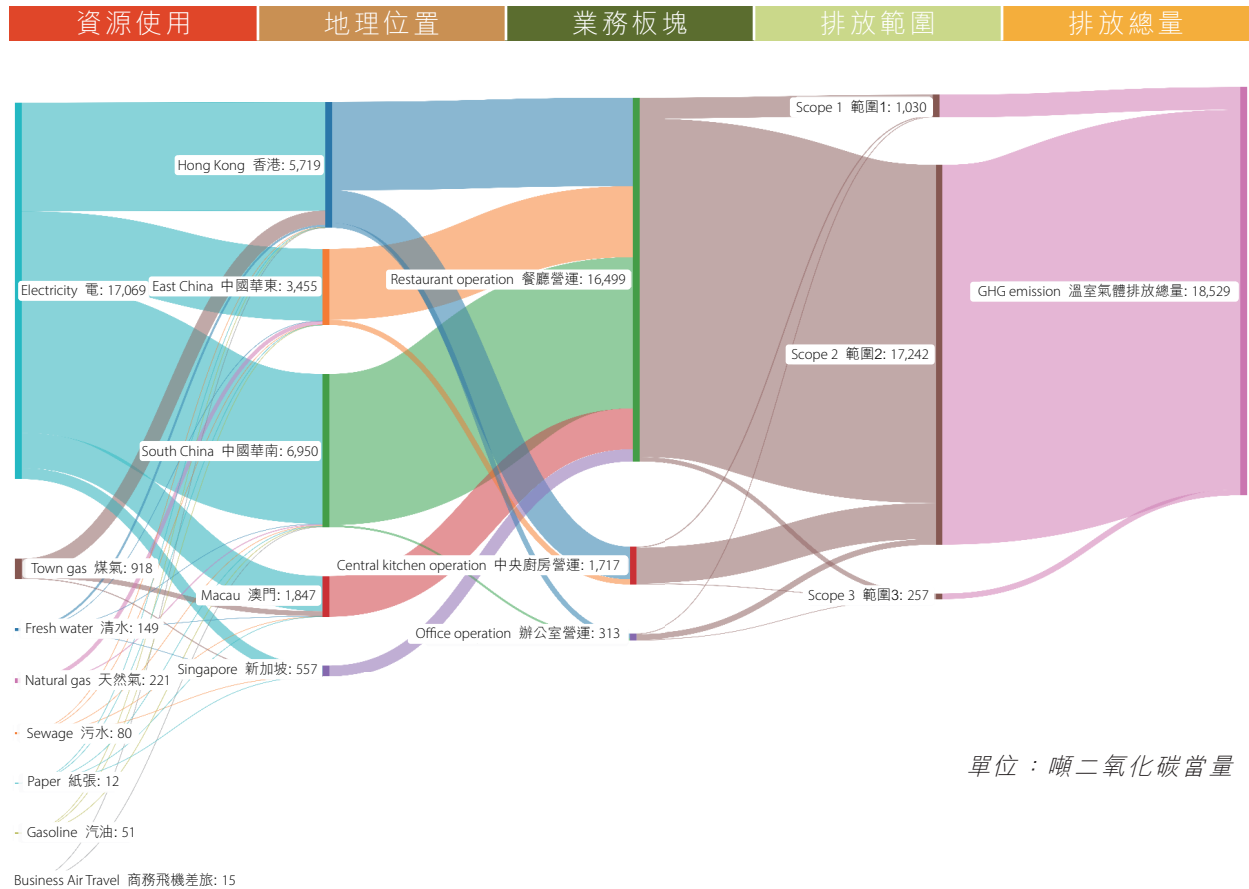 資源使用
地理位置
業務板塊
排放範圍
排放總量
Electricity 電: 17,069
Town gas 煤氣: 918
Fresh water 清水: 149
Natural gas 天然氣: 221
Sewage 污水: 80
Paper 紙張: 12
Gasoline 汽油: 51
Business Air Travel 商務飛機差旅: 15
Hong Kong 香港: 5,719
East China 中國華東: 3,455
South China 中國華南: 6,950
Macau 澳門: 1,847
Singapore 新加坡: 557
Restaurant operation 餐廳營運: 16,499
Central kitchen operation 中央廚房營運: 1,717
Office operation 辦公室營運: 313
Scope 1 範圍1: 1,030
Scope 2 範圍2: 17,242
Scope 3 範圍3: 257
GHG emission 溫室氣體排放總量: 18,529
單位：噸二氧化碳當量